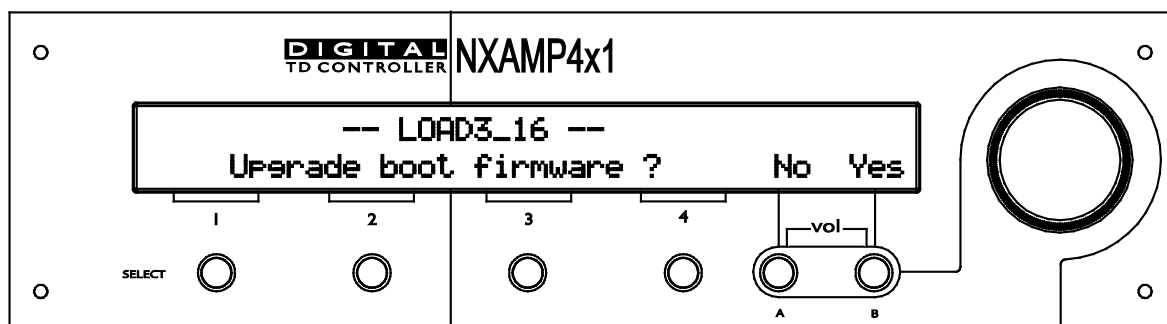 DIGITAL
TD CONTROLLER
NXAMP4x1
-- LOAD3_16 --
Upgrade boot firmware ? No Yes
1 2 3 4
vol
SELECT
A B